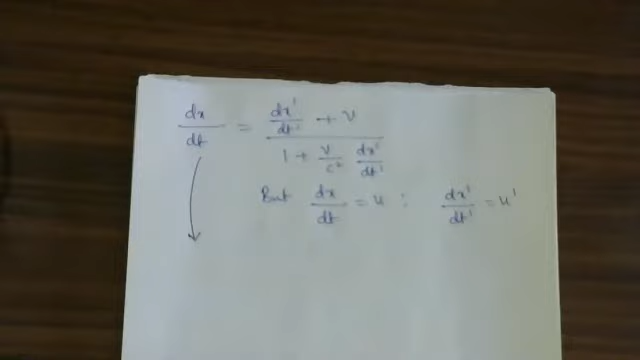 dx/dt = (dx'/dt' + v) / (1 + v/c² dx'/dt')
But dx/dt = u : dx'/dt' = u'